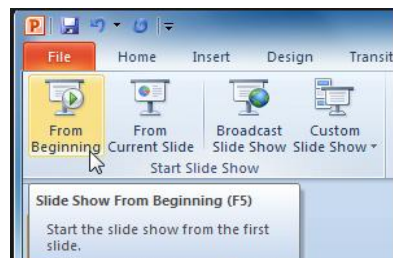 P
File Home Insert Design Transit
From Beginning
From Current Slide
Broadcast Slide Show
Custom Slide Show
Start Slide Show
Slide Show From Beginning (F5)
Start the slide show from the first
slide.